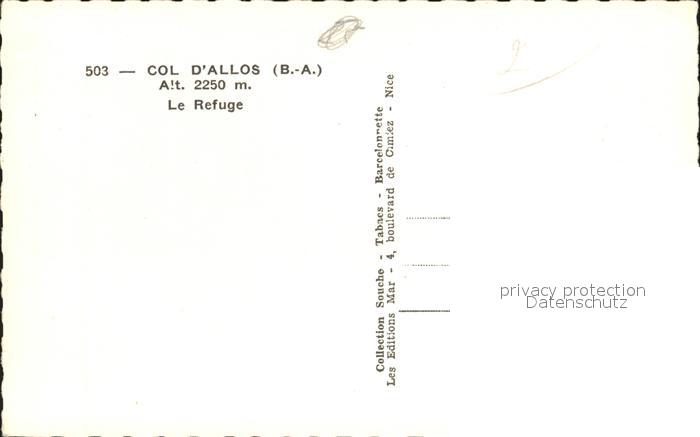 503 — COL D'ALLOS (B.-A.)
Alt. 2250 m.
Le Refuge
Collection Souche - Tabacs - Barcelonnette
Les Editions Mar - 4, boulevard de Cimiez - Nice
2
privacy protection
Datenschutz